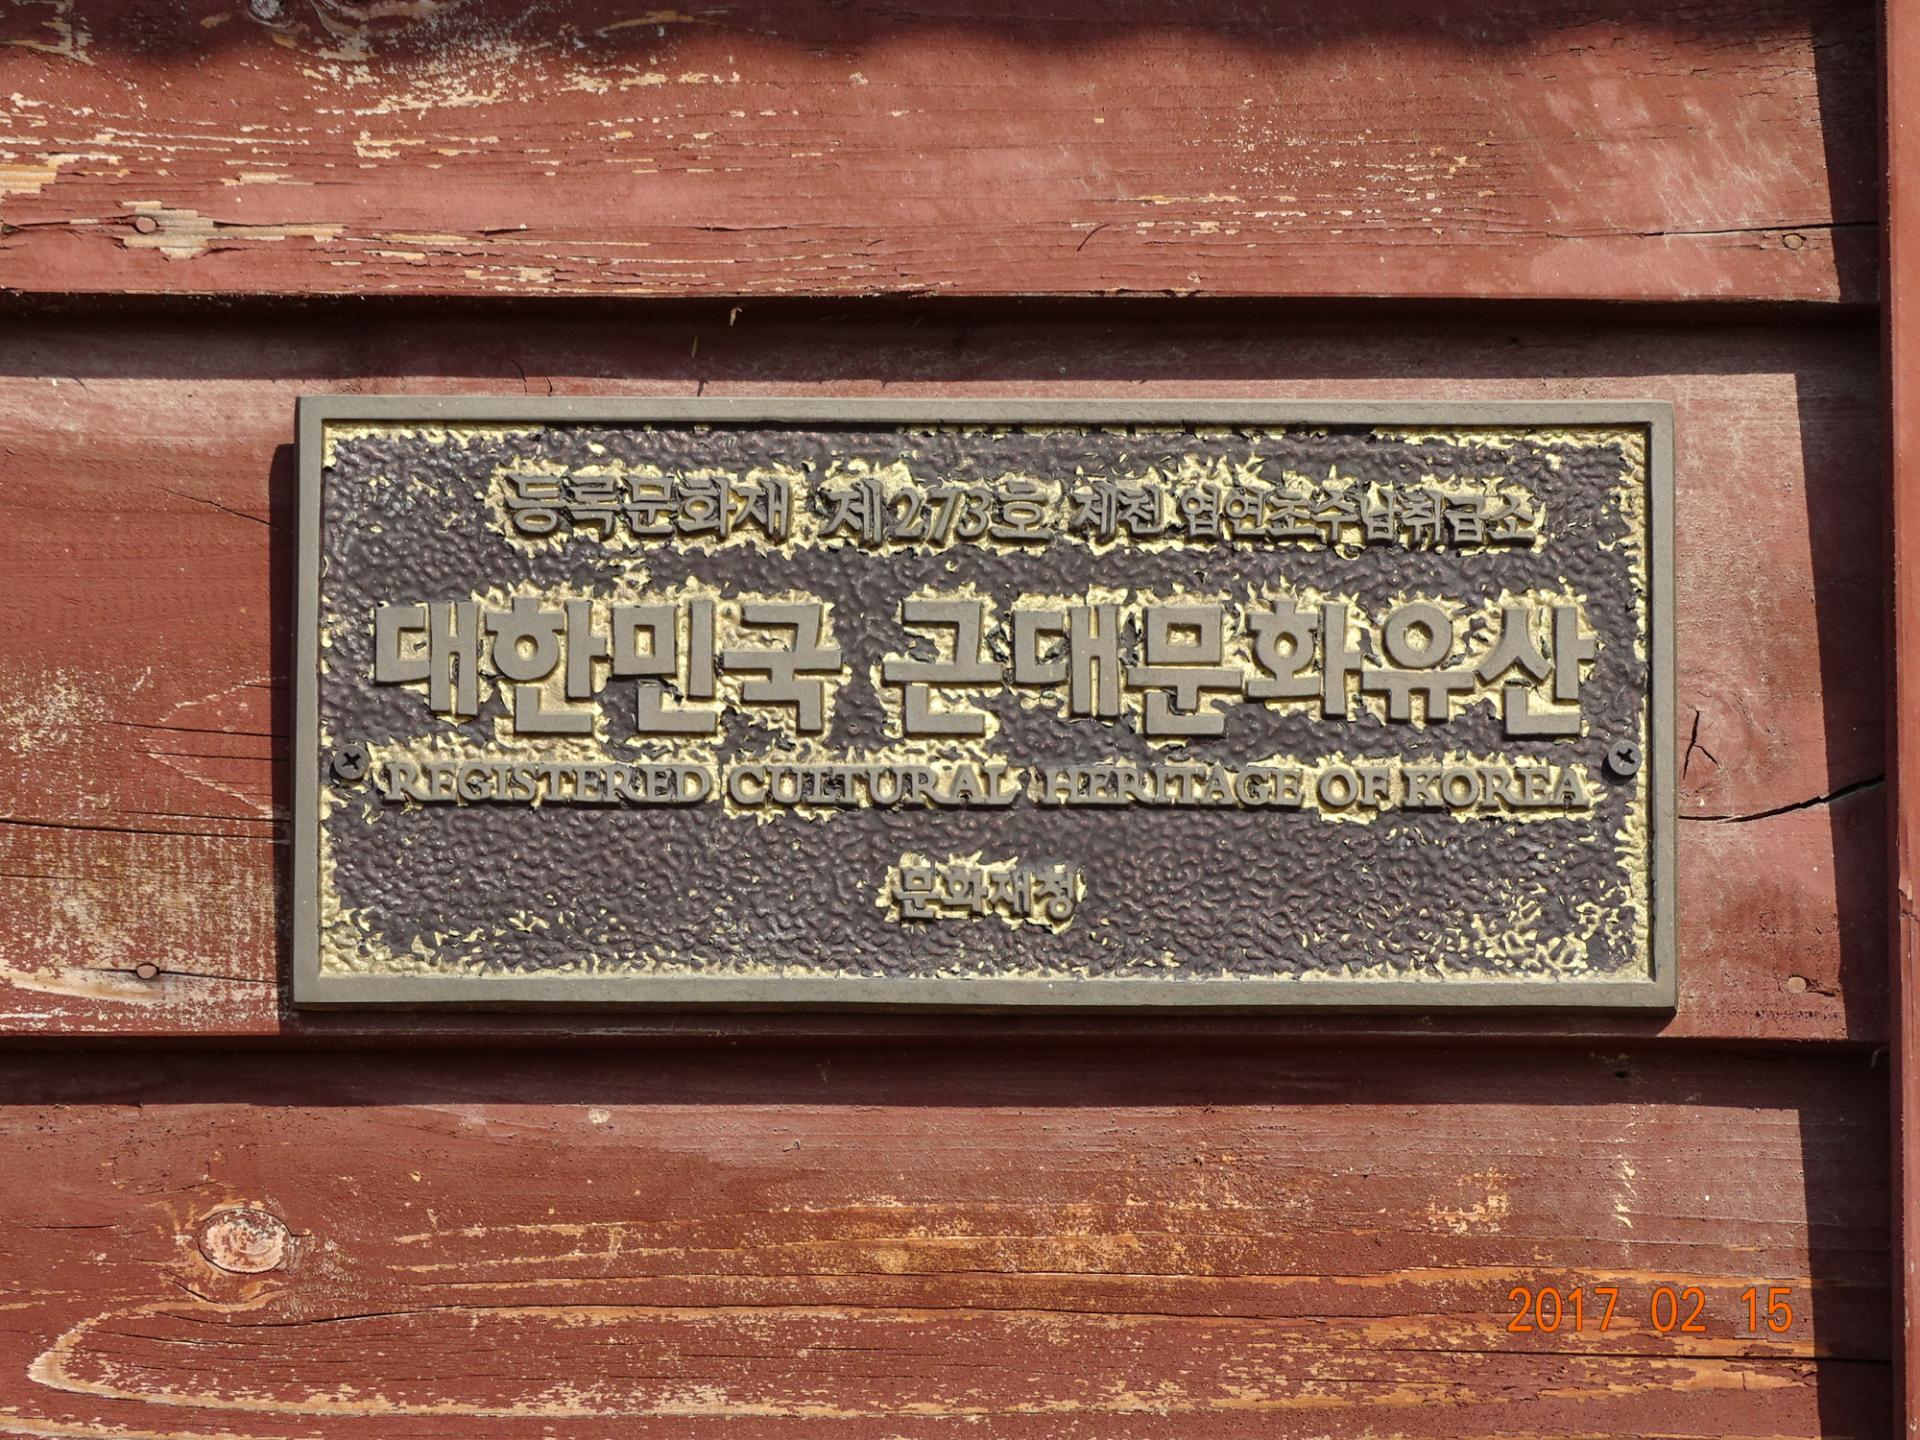 등록문화재 제273호 제천 엽연초수납취급소
대한민국 근대문화유산
REGISTERED CULTURAL HERITAGE OF KOREA
문화재청
2017 02 15